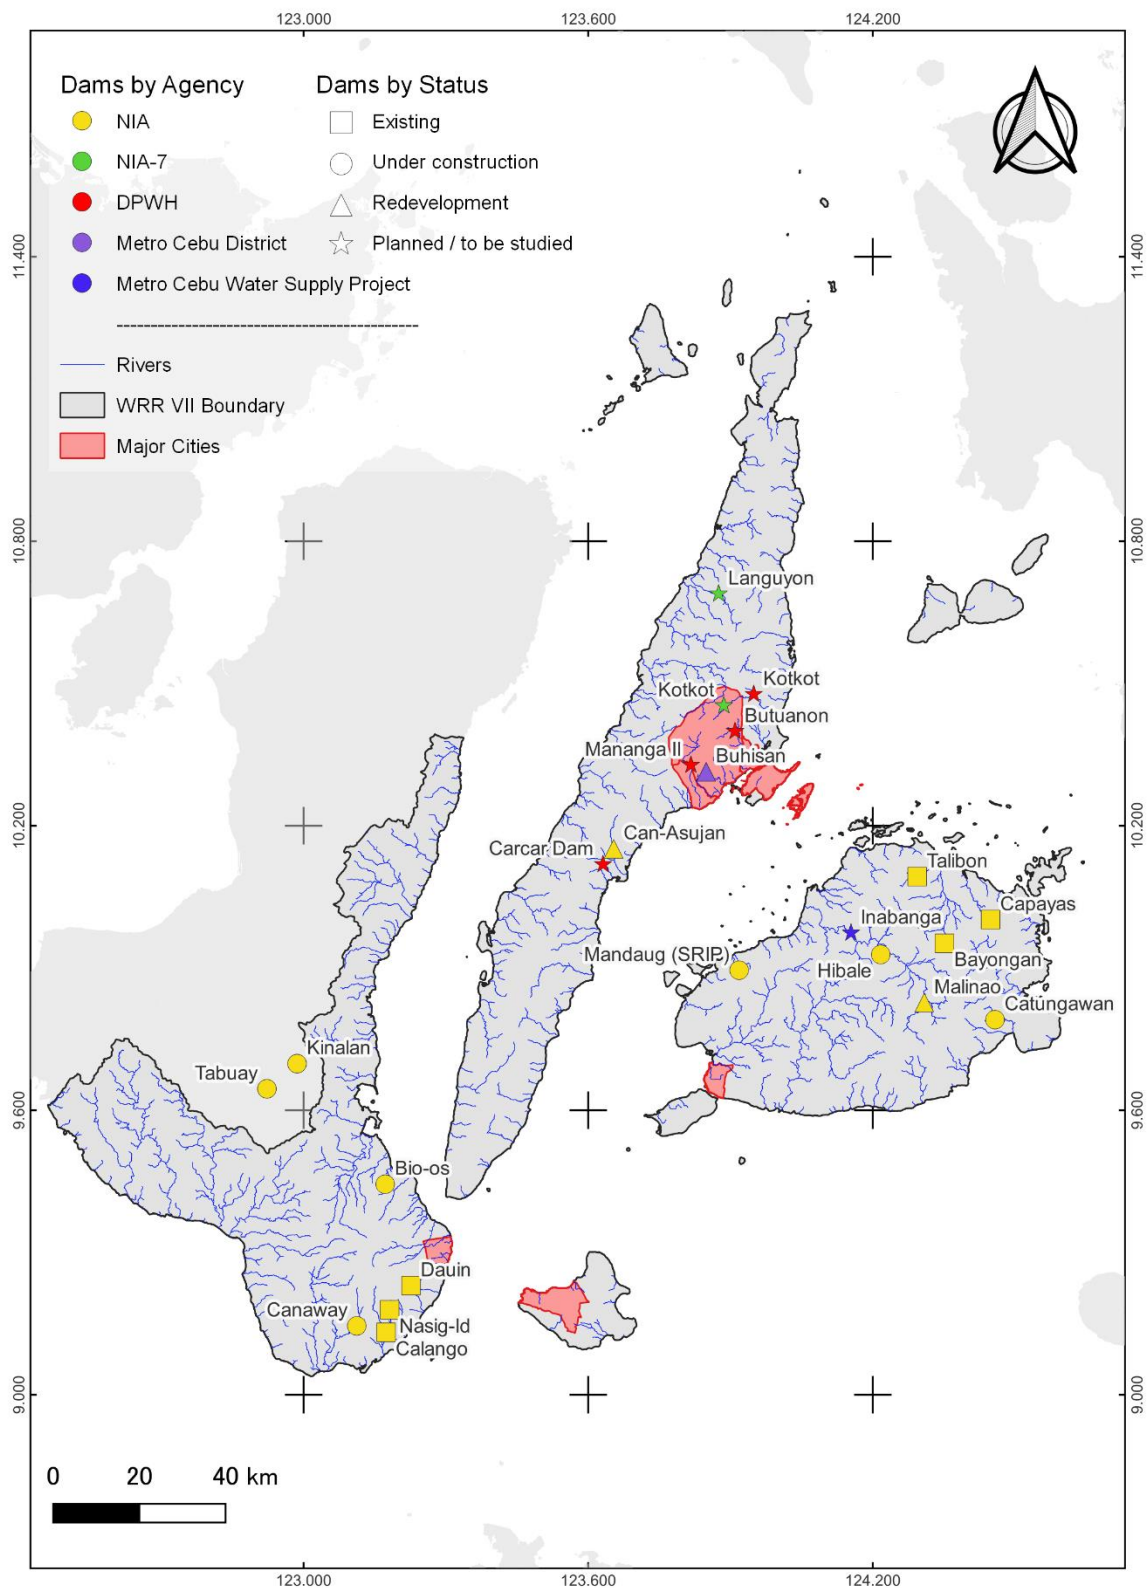 123.000 123.600 124.200
Dams by Agency
NIA
NIA-7
DPWH
Metro Cebu District
Metro Cebu Water Supply Project
Dams by Status
Existing
Under construction
Redevelopment
Planned / to be studied
Rivers
WRR VII Boundary
Major Cities
11.400 11.400
10.800 10.800
Languyon
Kotkot
Kotkot
Butuanon
Mananga II
Buhisan
10.200 10.200
Can-Asujan
Carcar Dam
Talibon
Capayas
Inabanga
Mandaug (SRIP)
Hibale
Bayongan
Malinao
Catungawan
Kinalan
Tabuay
9.600 9.600
Bio-os
Dauin
Canaway
Nasig-Id
Calango
9.000 9.000
0 20 40 km
123.000 123.600 124.200